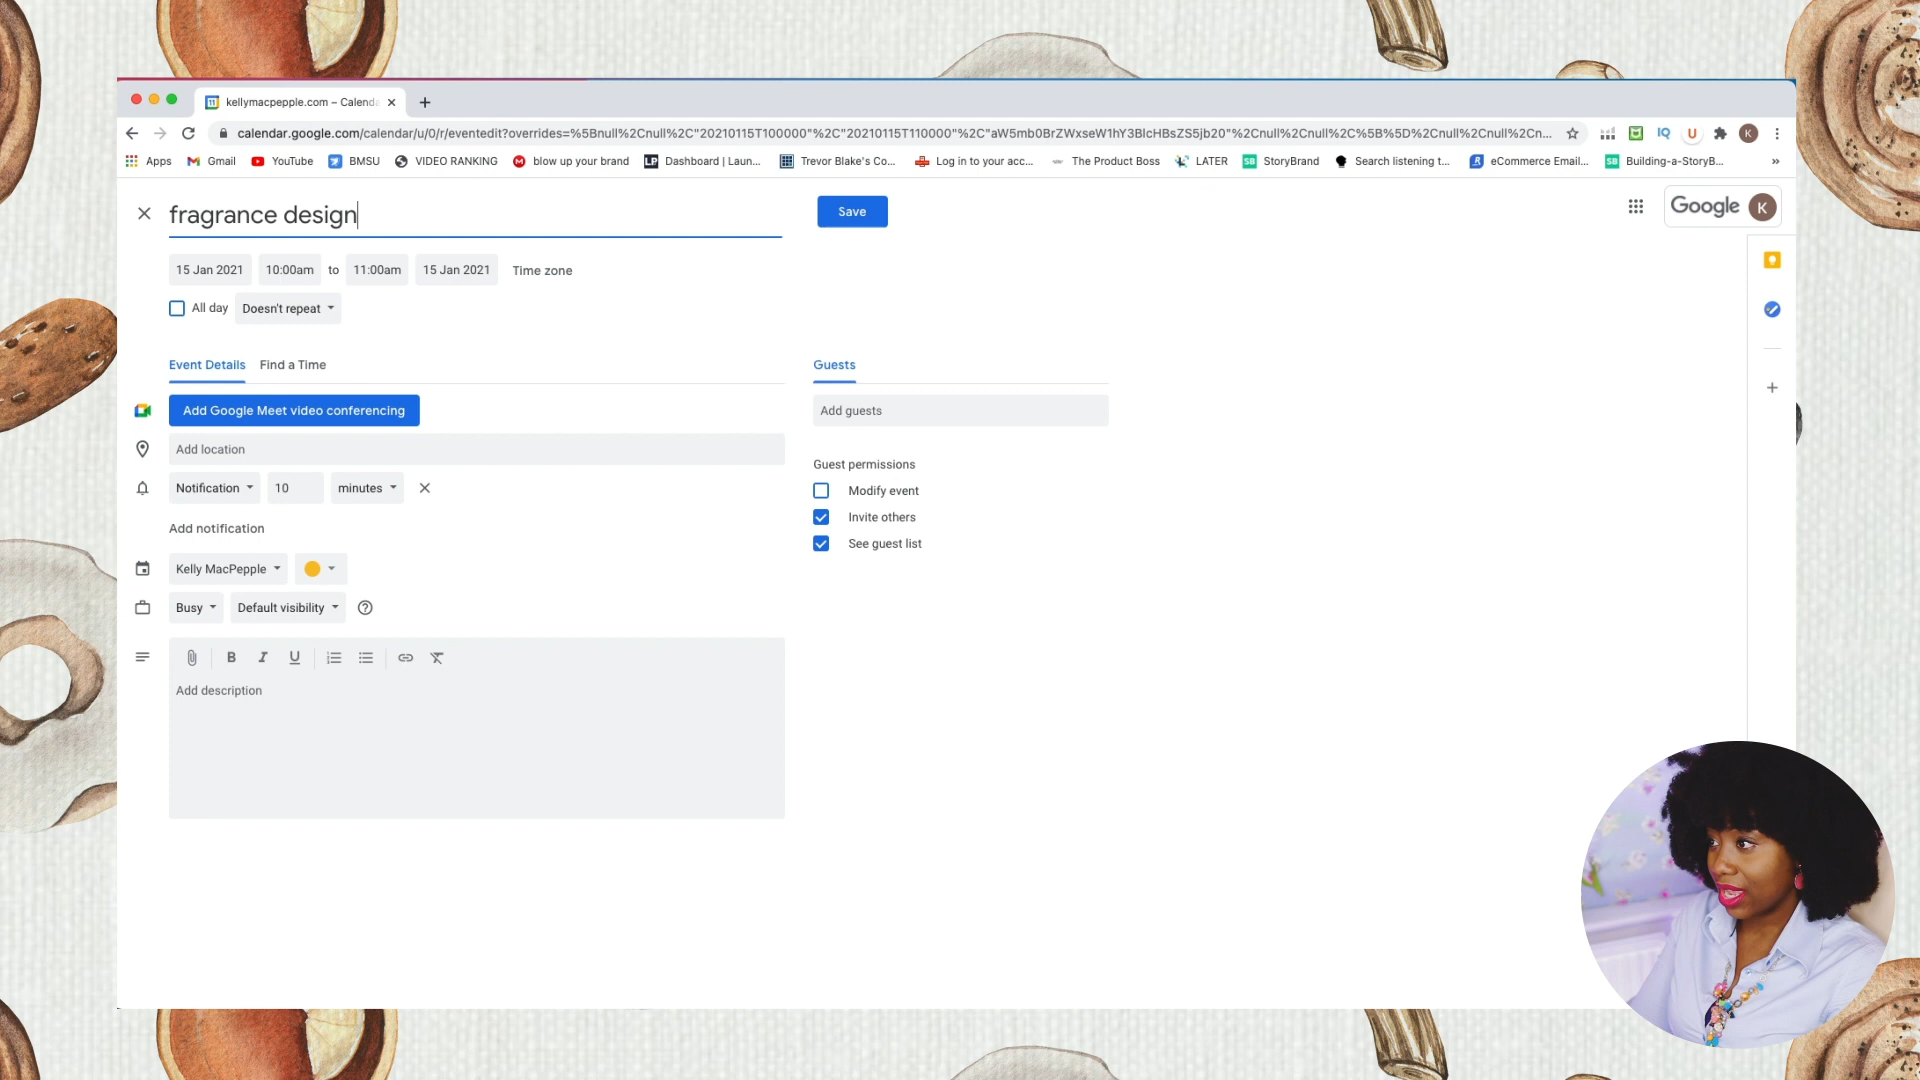 kellymacpepple.com – Calenda
calendar.google.com/calendar/u/0/r/eventedit?overrides=%5Bnull%2Cnull%2C"20210115T100000"%2C"20210115T110000"%2C"aW5mb0BrZWxseW1hY3BlcHBsZS5jb20"%2Cnull%2Cnull%2C%5B%5D%2Cnull%2Cnull%2Cn...
Apps Gmail YouTube BMSU VIDEO RANKING blow up your brand LP Dashboard | Laun... Trevor Blake's Co... Log in to your acc... The Product Boss LATER SB StoryBrand Search listening t... eCommerce Email... SB Building-a-StoryB... »
fragrance design Save Google K
15 Jan 2021 10:00am to 11:00am 15 Jan 2021 Time zone
All day Doesn't repeat
Event Details Find a Time Guests
Add Google Meet video conferencing Add guests
Add location
Guest permissions
Notification 10 minutes
Modify event
Invite others
Add notification
See guest list
Kelly MacPepple
Busy Default visibility
B I U
Add description